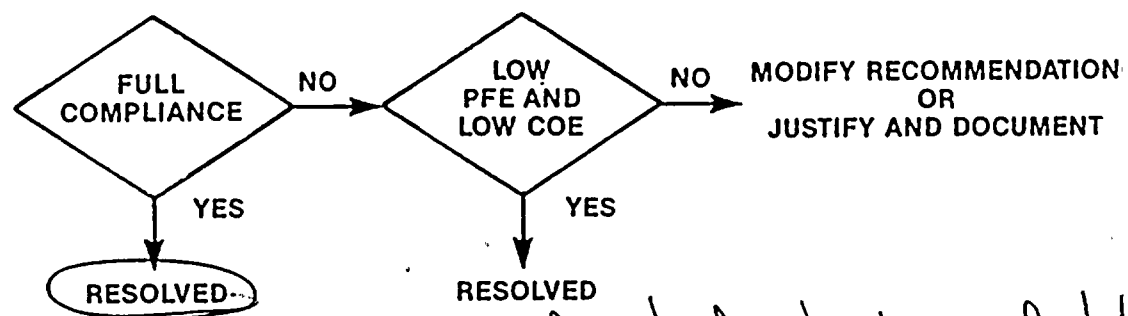 FULL
COMPLIANCE
NO
LOW
PFE AND
LOW COE
NO
MODIFY RECOMMENDATION
OR
JUSTIFY AND DOCUMENT
YES
YES
RESOLVED
RESOLVED